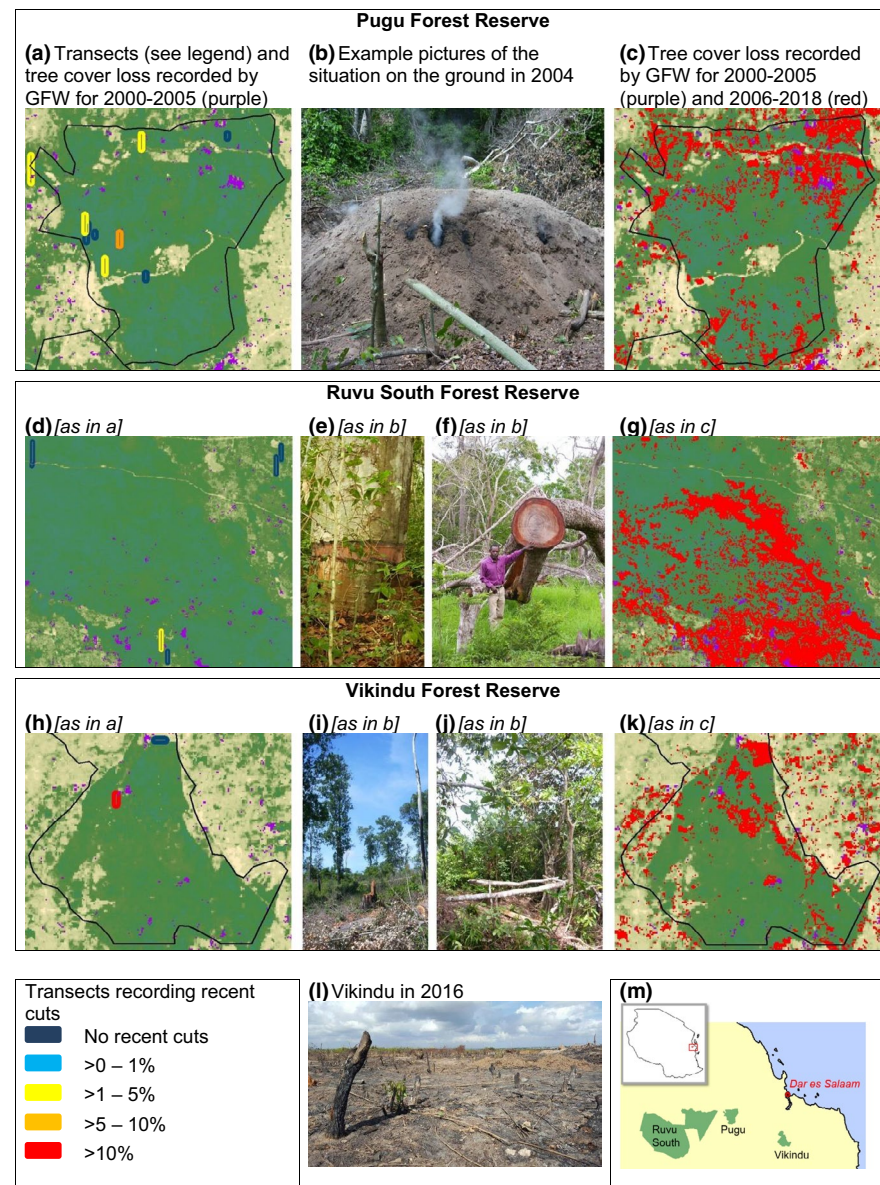 Pugu Forest Reserve
(a) Transects (see legend) and
tree cover loss recorded by
GFW for 2000-2005 (purple)
(b) Example pictures of the
situation on the ground in 2004
(c) Tree cover loss recorded
by GFW for 2000-2005
(purple) and 2006-2018 (red)
Ruvu South Forest Reserve
(d) [as in a]
(e) [as in b]
(f) [as in b]
(g) [as in c]
Vikindu Forest Reserve
(h) [as in a]
(i) [as in b]
(j) [as in b]
(k) [as in c]
Transects recording recent
cuts
No recent cuts
>0 – 1%
>1 – 5%
>5 – 10%
>10%
(l) Vikindu in 2016
(m)
Dar es Salaam
Ruvu
South
Pugu
Vikindu